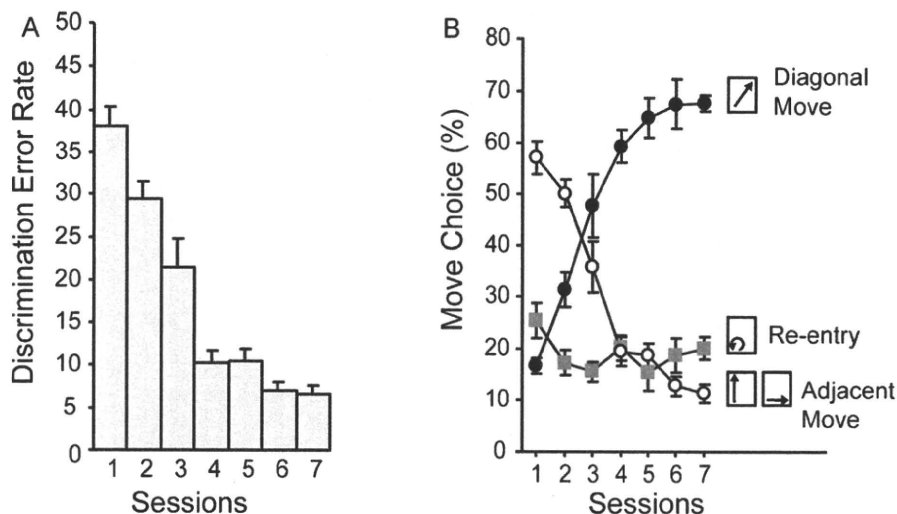 A
Discrimination Error Rate
50
45
40
35
30
25
20
15
10
5
0
1 2 3 4 5 6 7
Sessions
B
Move Choice (%)
80
70
60
50
40
30
20
10
0
1 2 3 4 5 6 7
Sessions
Diagonal
Move
Re-entry
Adjacent
Move